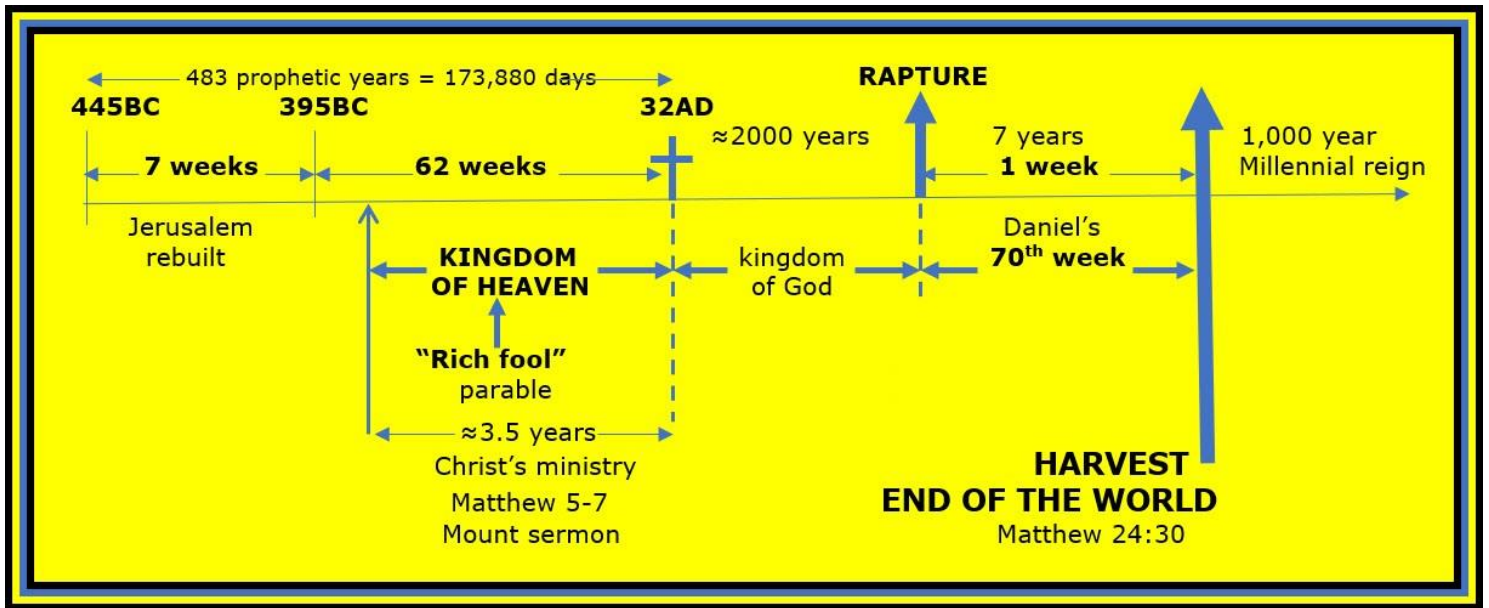 483 prophetic years = 173,880 days
445BC 395BC 32AD
RAPTURE
≈2000 years
7 years
1 week
1,000 year
Millennial reign
7 weeks
62 weeks
Jerusalem
rebuilt
KINGDOM
OF HEAVEN
kingdom
of God
Daniel’s
70th week
“Rich fool”
parable
≈3.5 years
Christ’s ministry
Matthew 5-7
Mount sermon
HARVEST
END OF THE WORLD
Matthew 24:30